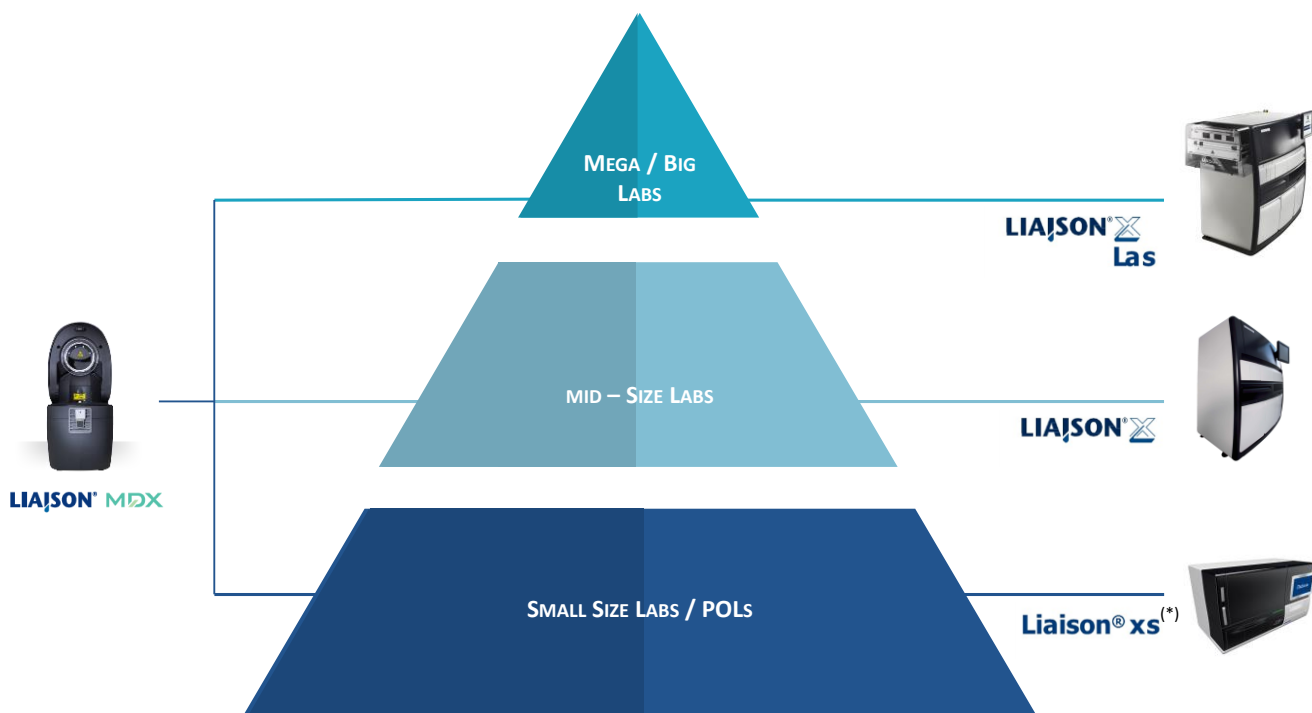 MEGA / BIG
LABS
LIAISON® X
Las
MID – SIZE LABS
LIAISON® X
LIAISON® MDX
SMALL SIZE LABS / POLS
Liaison® xs(*)